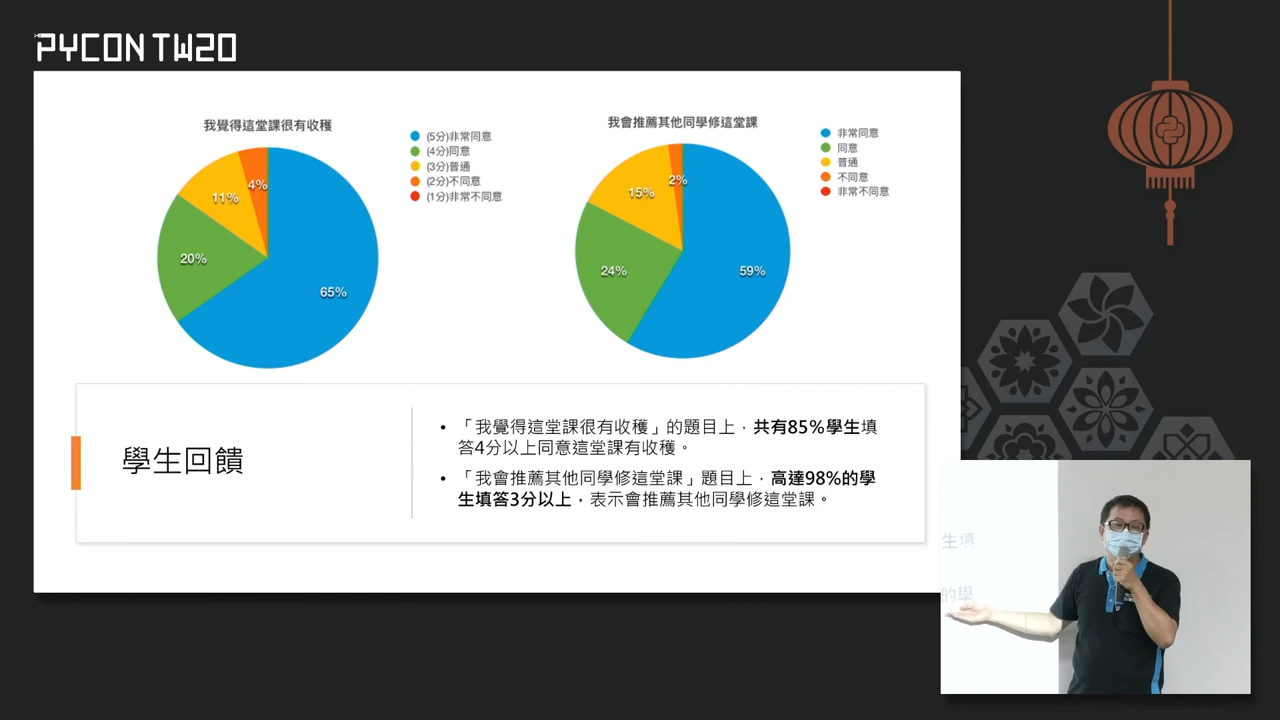 PYCON TW20
我覺得這堂課很有收穫
(5分)非常同意
(4分)同意
(3分)普通
(2分)不同意
(1分)非常不同意
4%
11%
20%
65%
我會推薦其他同學修這堂課
非常同意
同意
普通
不同意
非常不同意
2%
15%
24%
59%
學生回饋
• 「我覺得這堂課很有收穫」的題目上，共有85%學生填
答4分以上同意這堂課有收穫。
• 「我會推薦其他同學修這堂課」題目上，高達98%的學
生填答3分以上，表示會推薦其他同學修這堂課。
生填
的學